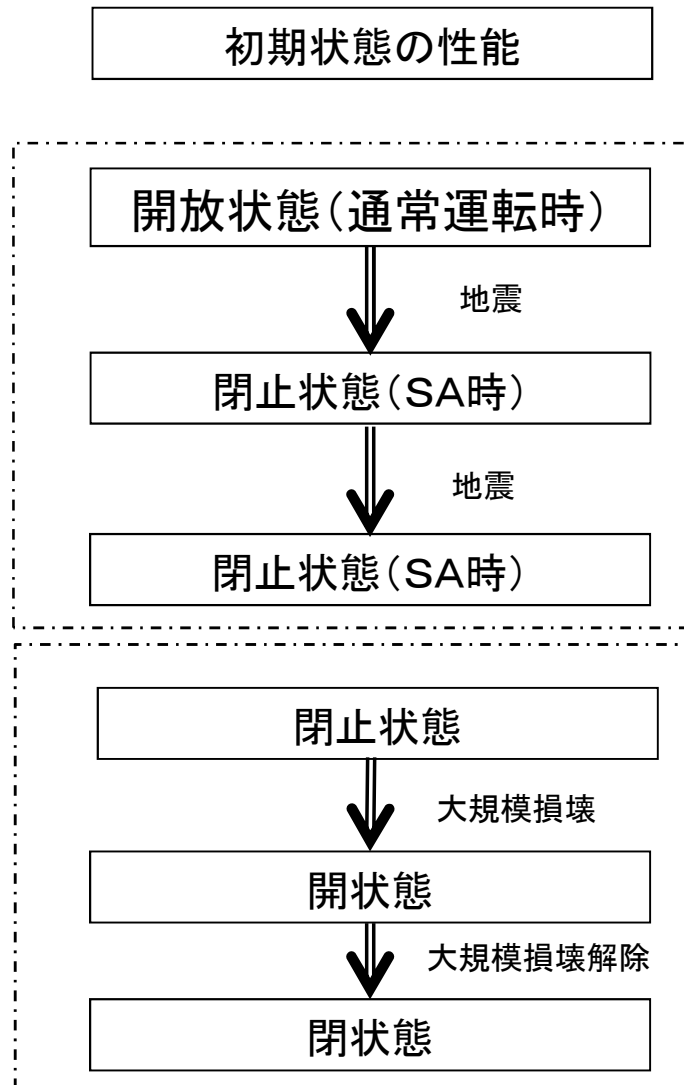 初期状態の性能
開放状態（通常運転時）
地震
閉止状態（ＳＡ時）
地震
閉止状態（ＳＡ時）
閉止状態
大規模損壊
開状態
大規模損壊解除
閉状態